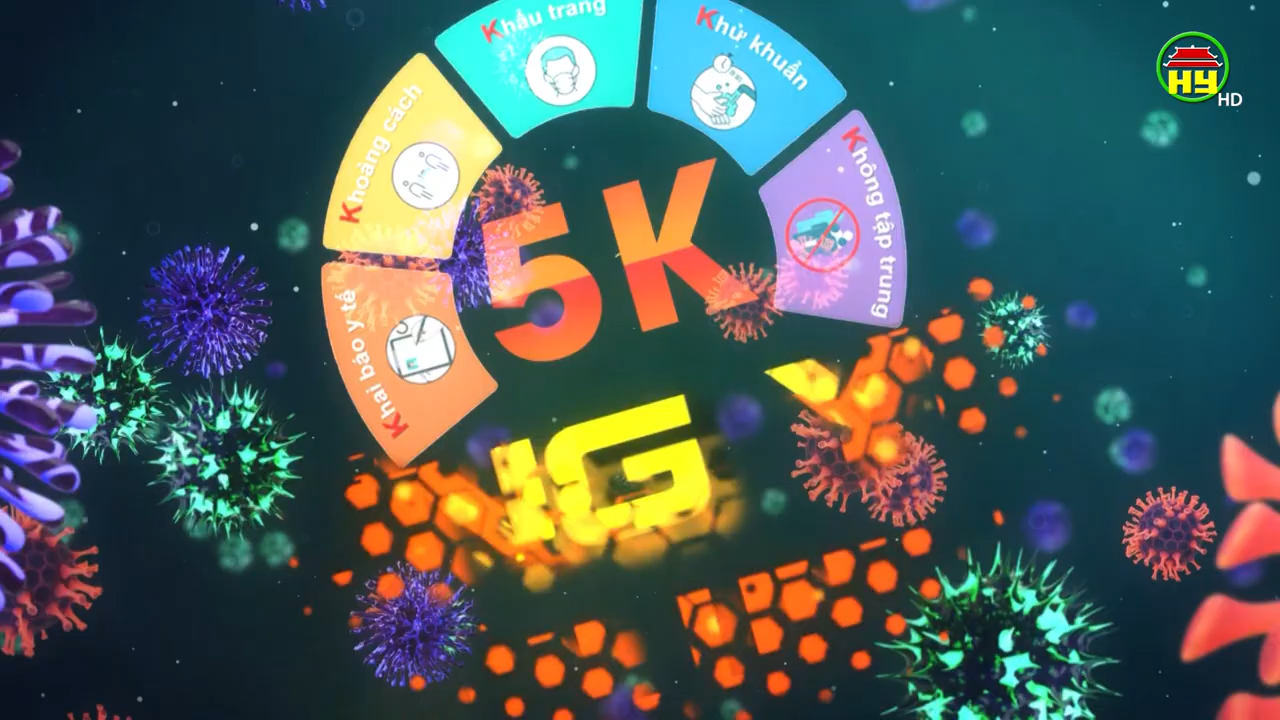 Khai báo y tế
Khoảng cách
Khẩu trang
Khử khuẩn
Không tập trung
5K
HY
HD